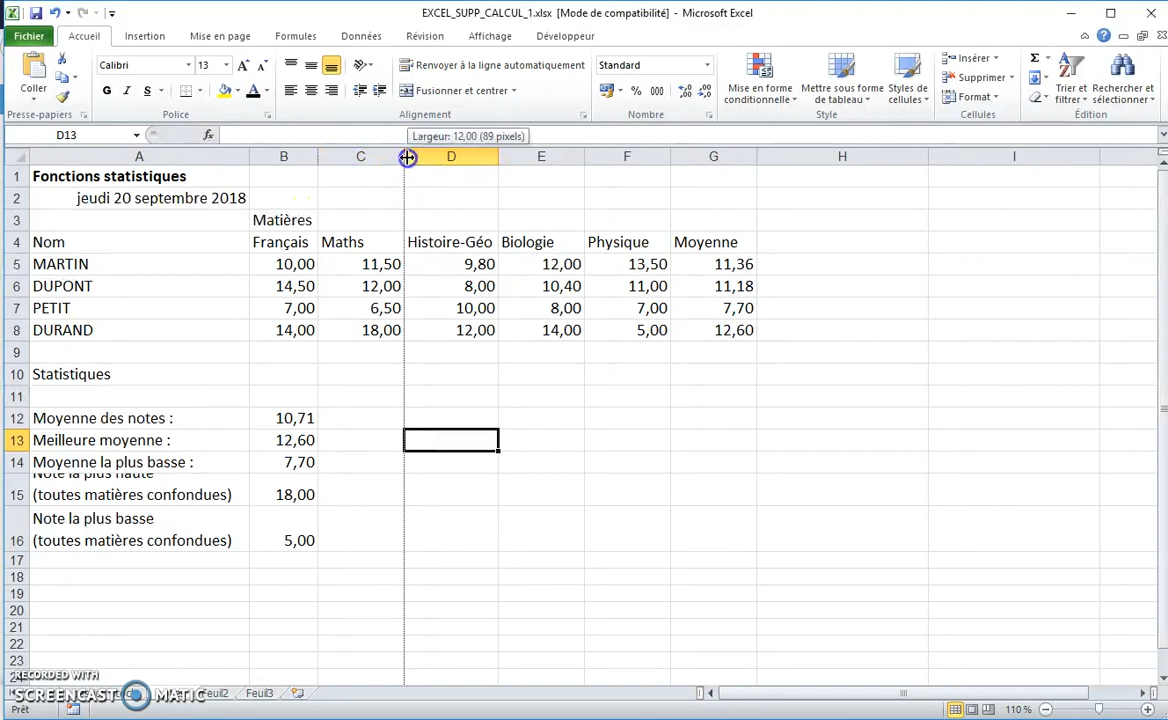 EXCEL_SUPP_CALCUL_1.xlsx [Mode de compatibilité] - Microsoft Excel
Fichier Accueil Insertion Mise en page Formules Données Révision Affichage Développeur
Coller
Calibri 13
G I S
Renvoyer à la ligne automatiquement
Fusionner et centrer
Standard
% 000
Mise en forme conditionnelle
Mettre sous forme de tableau
Styles de cellules
Insérer
Supprimer
Format
Trier et filtrer
Rechercher et sélectionner
Presse-papiers Police Alignement Nombre Style Cellules Édition
D13 fx Largeur: 12,00 (89 pixels)
A B C D E F G H I
1 Fonctions statistiques
2 jeudi 20 septembre 2018
3 Matières
4 Nom Français Maths Histoire-Géo Biologie Physique Moyenne
5 MARTIN 10,00 11,50 9,80 12,00 13,50 11,36
6 DUPONT 14,50 12,00 8,00 10,40 11,00 11,18
7 PETIT 7,00 6,50 10,00 8,00 7,00 7,70
8 DURAND 14,00 18,00 12,00 14,00 5,00 12,60
9
10 Statistiques
11
12 Moyenne des notes : 10,71
13 Meilleure moyenne : 12,60
14 Moyenne la plus basse : 7,70
Note la plus haute
15 (toutes matières confondues) 18,00
Note la plus basse
16 (toutes matières confondues) 5,00
17
18
19
20
21
22
23
24
RECORDED WITH
SCREENCAST MATIC
Feuil2 Feuil3
Prêt 110 %